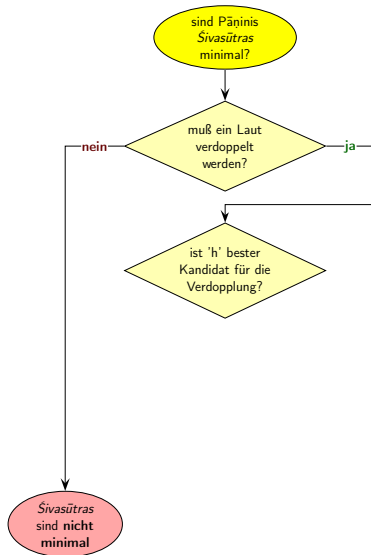 sind Pāṇinis
Śivasūtras
minimal?
muß ein Laut
verdoppelt
werden?
nein
ja
ist 'h' bester
Kandidat für die
Verdopplung?
Śivasūtras
sind nicht
minimal